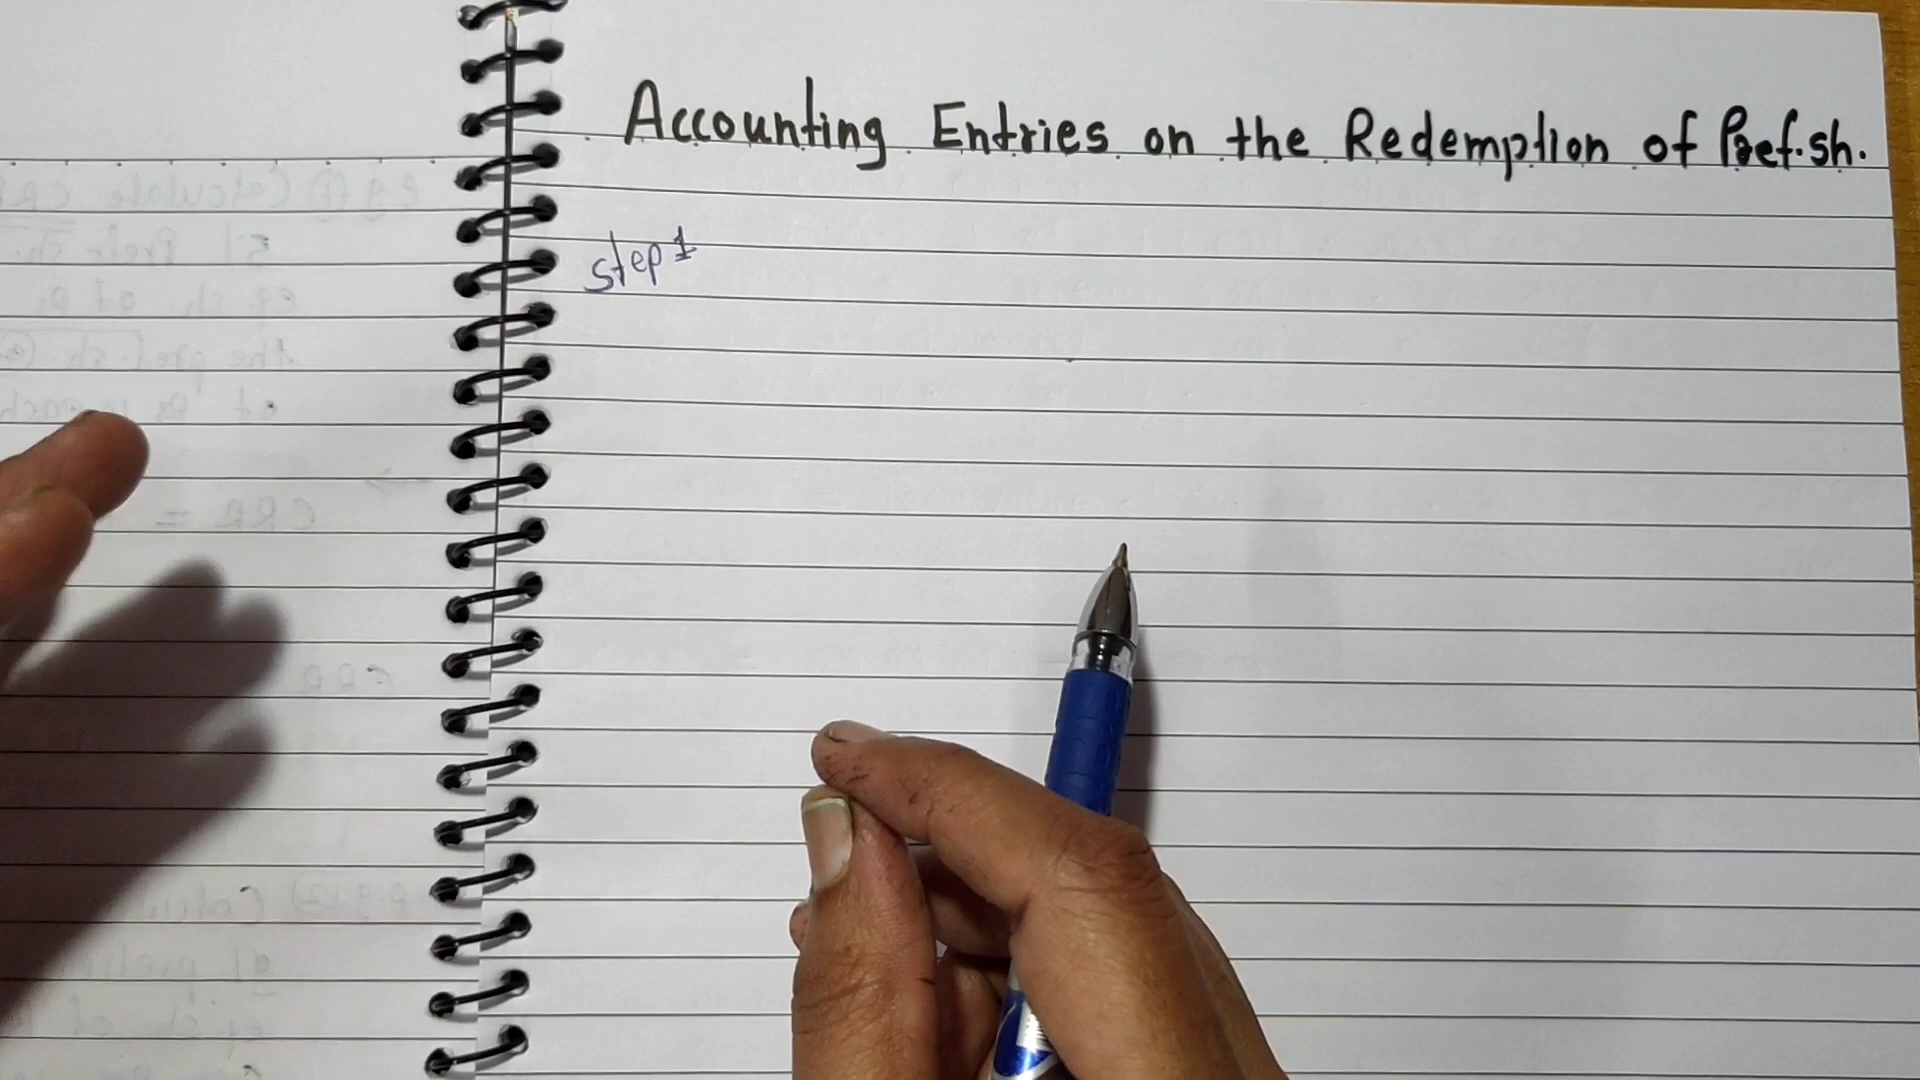 Accounting Entries on the Redemption of Pref.sh.
step 1